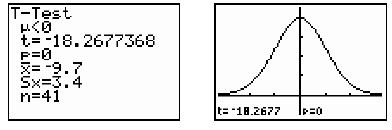 T-Test
μ<0
t=-18.2677368
p=0
x̄=-9.7
Sx=3.4
n=41
t=-18.2677 p=0